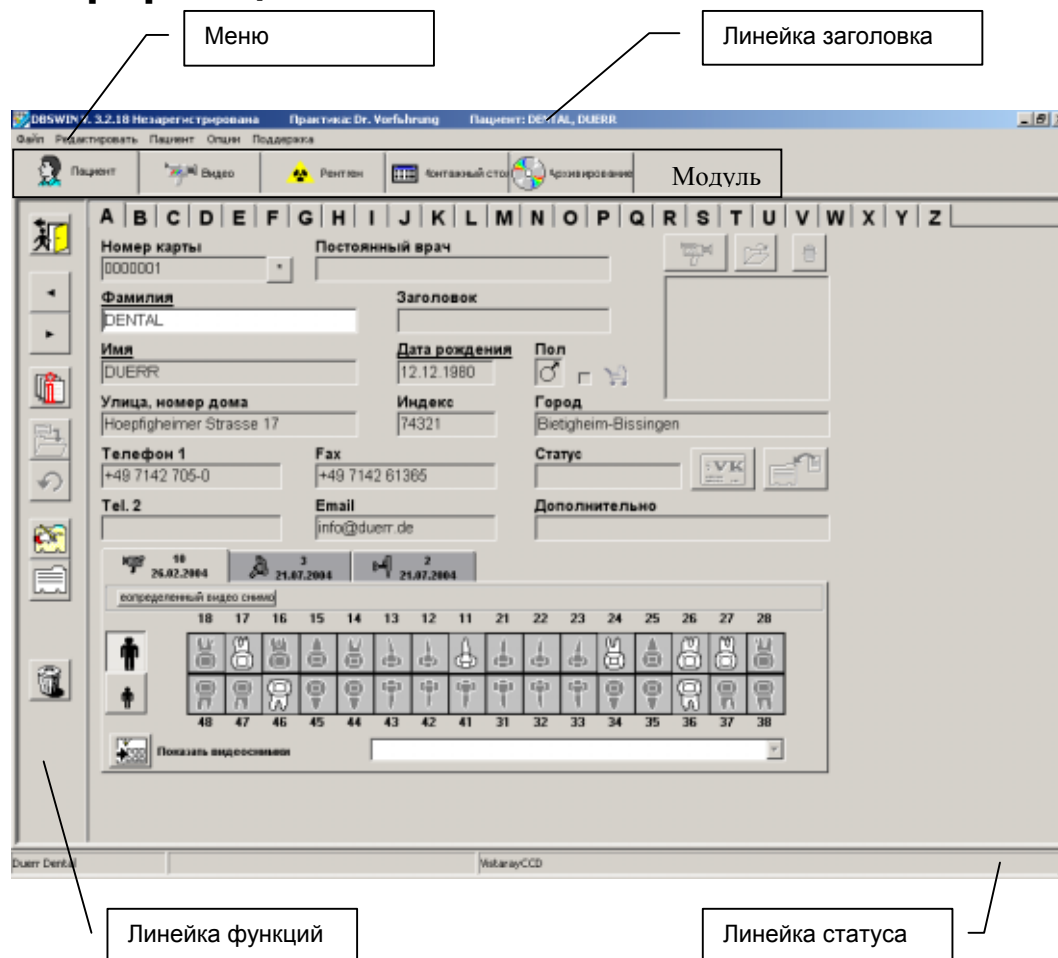 Меню
Линейка заголовка
DBSWIN V. 3.2.18 Незарегистрирована Практика: Dr. Vorfuhrung Пациент: DENTAL, DUERR
Файл Редактировать Пациент Опции Поддержка
Пациент Видео Рентген Монтажный стол Архивирование Модуль
A B C D E F G H I J K L M N O P Q R S T U V W X Y Z
Номер карты Постоянный врач
0000001 *
Фамилия Заголовок
DENTAL
Имя Дата рождения Пол
DUERR 12.12.1980
Улица, номер дома Индекс Город
Hoepfigheimer Strasse 17 74321 Bietigheim-Bissingen
Телефон 1 Fax Статус
+49 7142 705-0 +49 7142 61365 VK
Tel. 2 Email Дополнительно
info@duerr.de
10 3 2
26.02.2004 21.07.2004 21.07.2004
еопределенный видео снимо
18 17 16 15 14 13 12 11 21 22 23 24 25 26 27 28
48 47 46 45 44 43 42 41 31 32 33 34 35 36 37 38
Показать видеоснимки
Duerr Dental VistarayCCD
Линейка функций
Линейка статуса